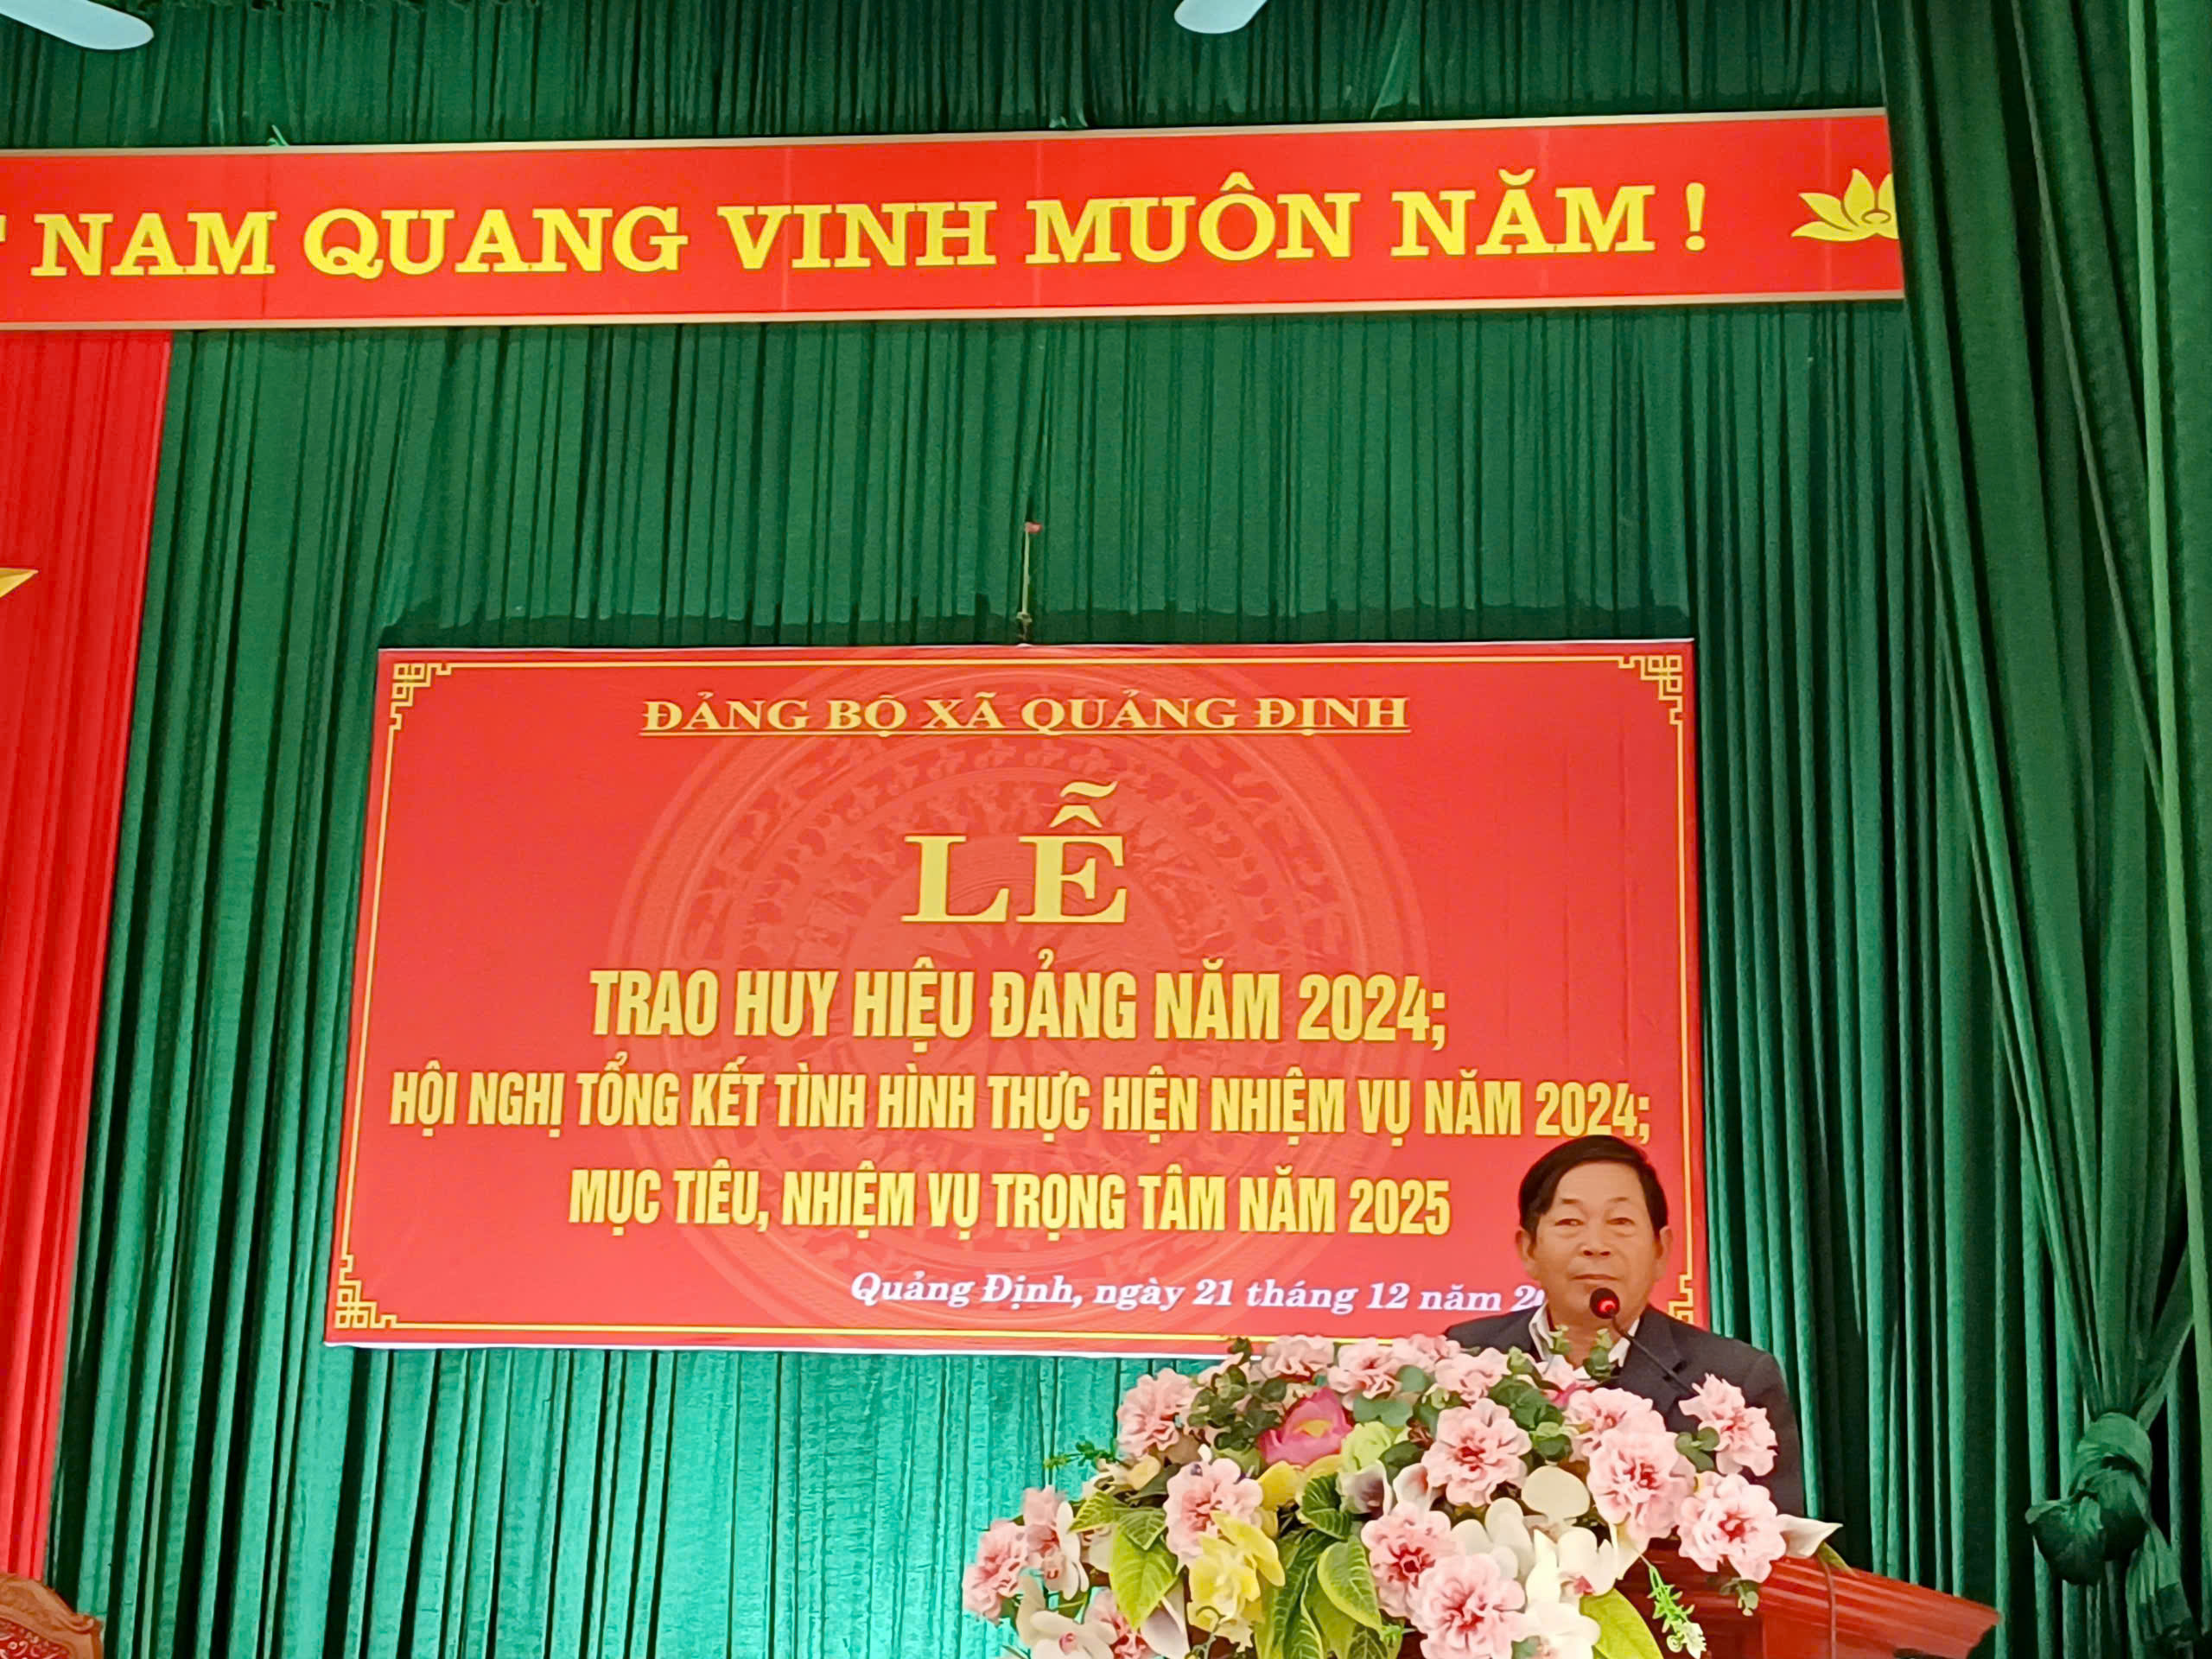 NAM QUANG VINH MUÔN NĂM !
ĐẢNG BỘ XÃ QUẢNG ĐỊNH
LỄ
TRAO HUY HIỆU ĐẢNG NĂM 2024;
HỘI NGHỊ TỔNG KẾT TÌNH HÌNH THỰC HIỆN NHIỆM VỤ NĂM 2024;
MỤC TIÊU, NHIỆM VỤ TRỌNG TÂM NĂM 2025
Quảng Định, ngày 21 tháng 12 năm